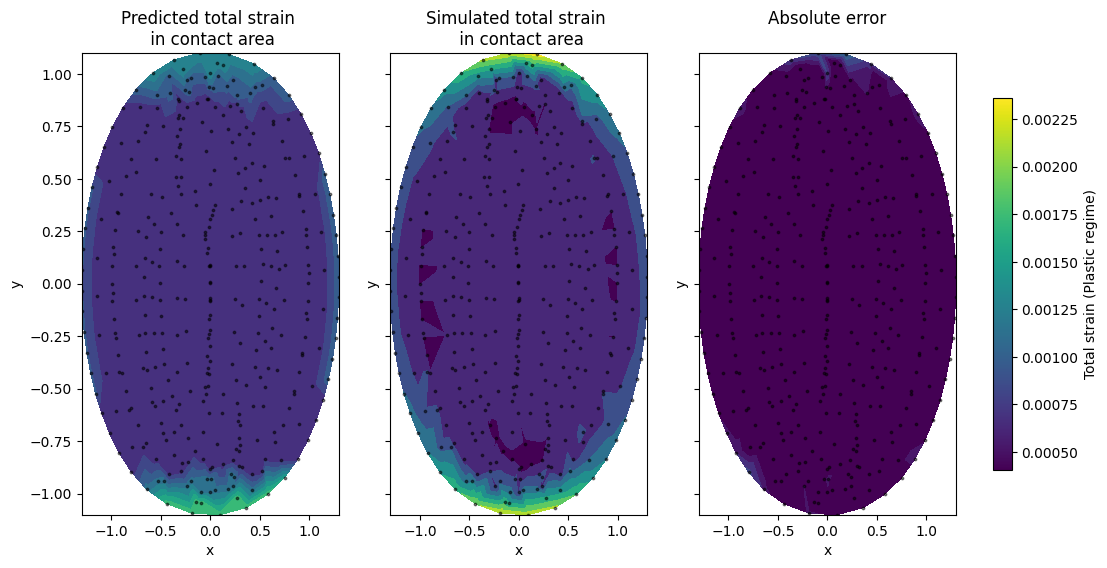 Predicted total strain
in contact area
Simulated total strain
in contact area
Absolute error
1.00
0.75
0.50
0.25
0.00
−0.25
−0.50
−0.75
−1.00
y
−1.0 −0.5 0.0 0.5 1.0
x
y
−1.0 −0.5 0.0 0.5 1.0
x
y
−1.0 −0.5 0.0 0.5 1.0
x
0.00225
0.00200
0.00175
0.00150
0.00125
0.00100
0.00075
0.00050
Total strain (Plastic regime)